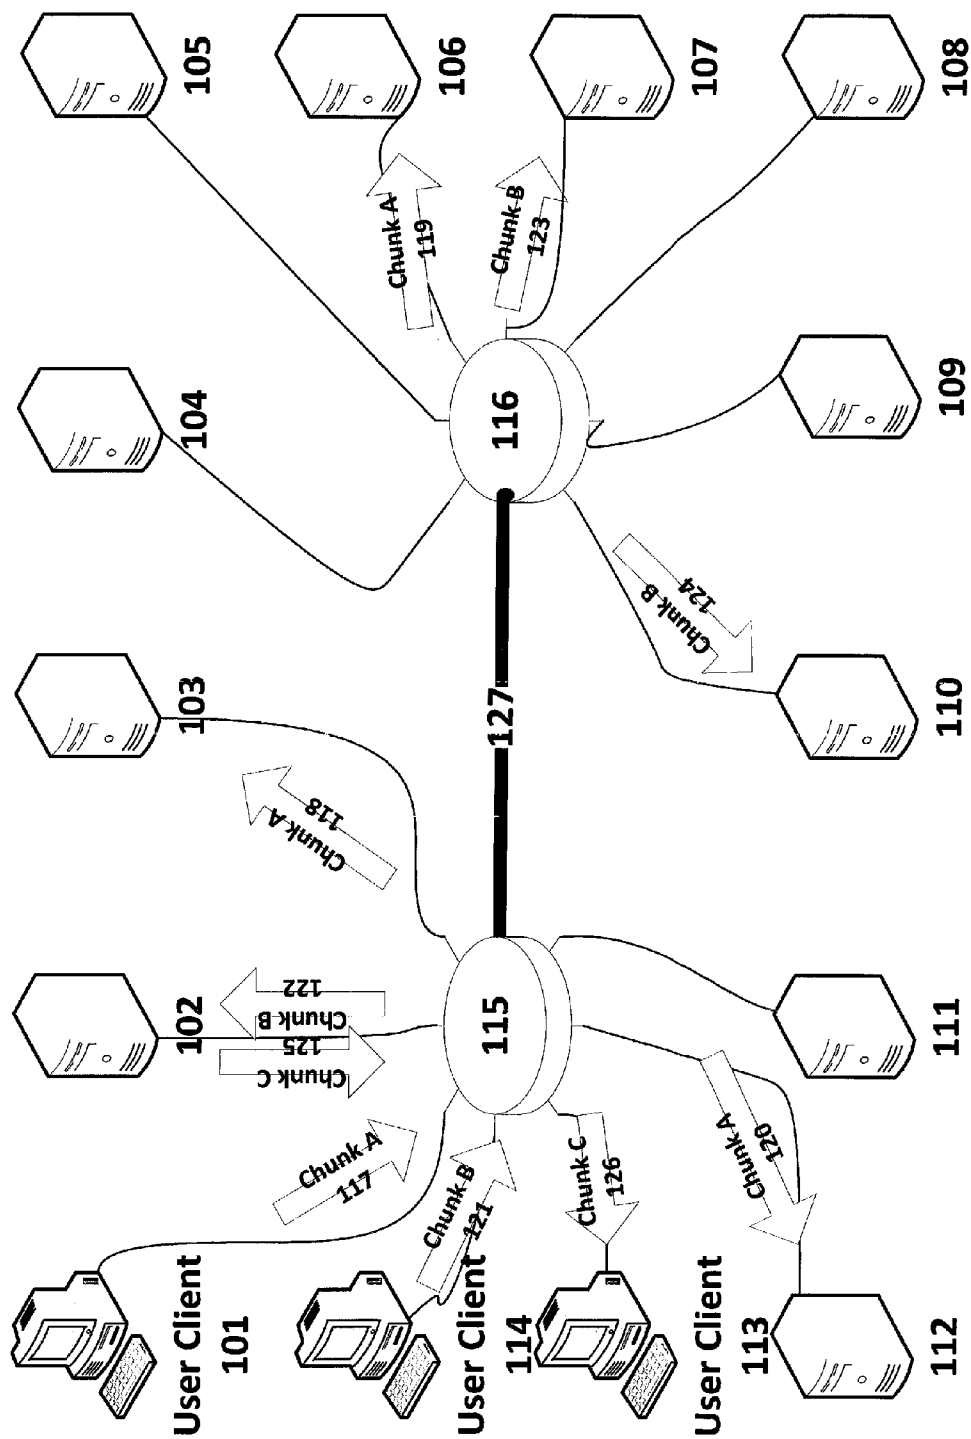 User Client
101
102
103
104
105
Chunk A
117
Chunk C
125
Chunk B
122
Chunk A
118
Chunk A
119
106
User Client
114
Chunk B
121
115
127
116
Chunk B
123
107
User Client
113
Chunk C
126
Chunk A
120
Chunk B
124
112
111
110
109
108